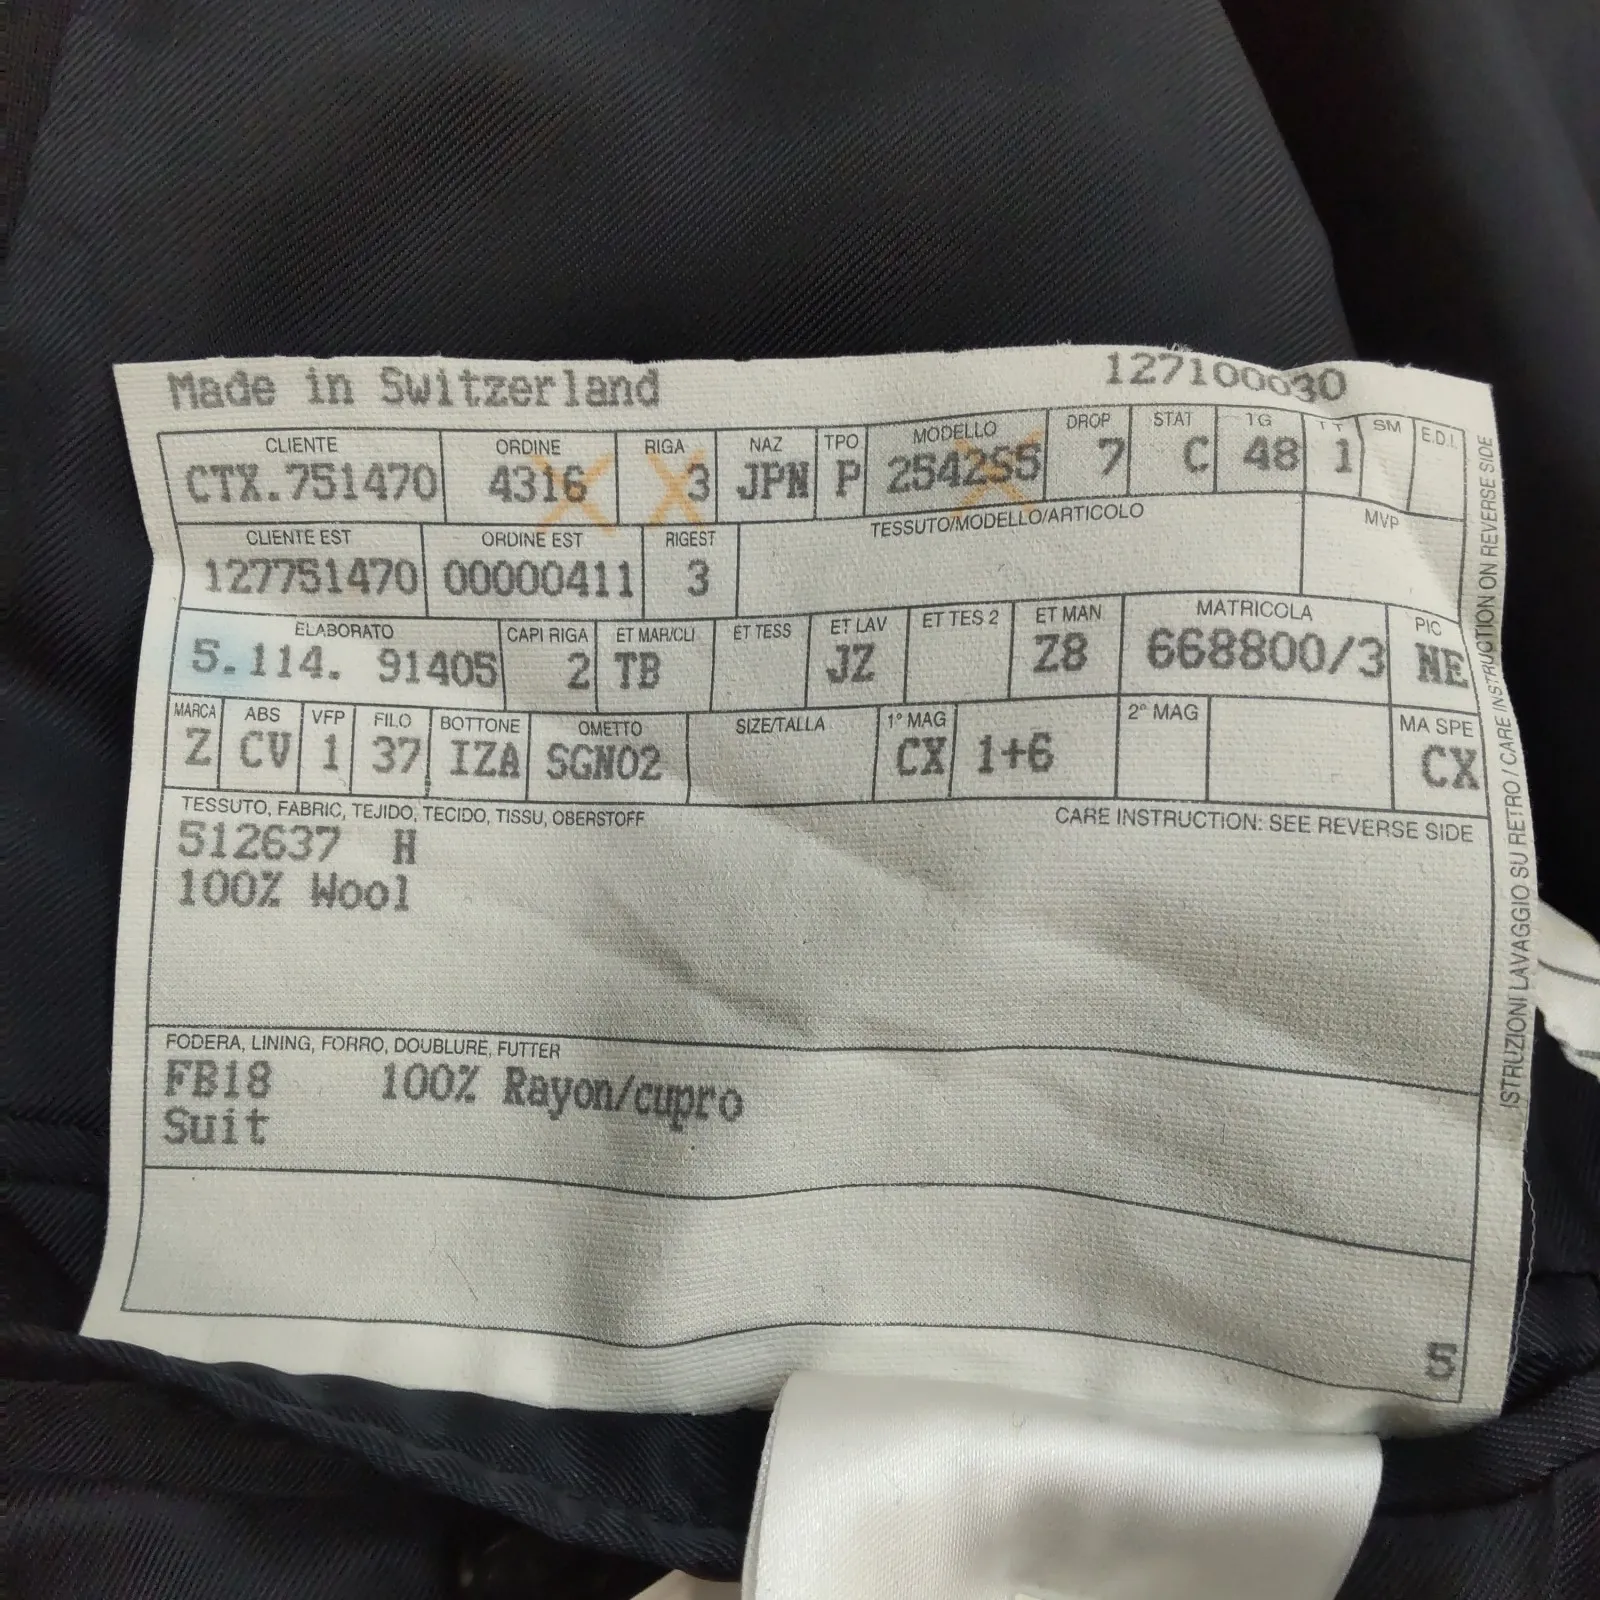 Made in Switzerland 127100030
CLIENTE ORDINE RIGA NAZ TPO MODELLO DROP STAT TG TT SM E.D.I.
CTX.751470 4316 3 JPN P 254255 7 C 48 1
CLIENTE EST ORDINE EST RIGEST TESSUTO/MODELLO/ARTICOLO MVP
127751470 00000411 3
ELABORATO CAPI RIGA ET MAR/CLI ET TESS ET LAV ET TES 2 ET MAN MATRICOLA PIC
5.114. 91405 2 TB JZ Z8 668800/3 NE
MARCA ABS VFP FILO BOTTONE OMETTO SIZE/TALLA 1° MAG 2° MAG MA SPE
Z CV 1 37 IZA SGN02 CX 1+6 CX
TESSUTO, FABRIC, TEJIDO, TECIDO, TISSU, OBERSTOFF
CARE INSTRUCTION: SEE REVERSE SIDE
512637 H
100% Wool
FODERA, LINING, FORRO, DOUBLURE, FUTTER
FB18 100% Rayon/cupro
Suit
5
ISTRUZIONI LAVAGGIO SU RETRO / CARE INSTRUCTION ON REVERSE SIDE